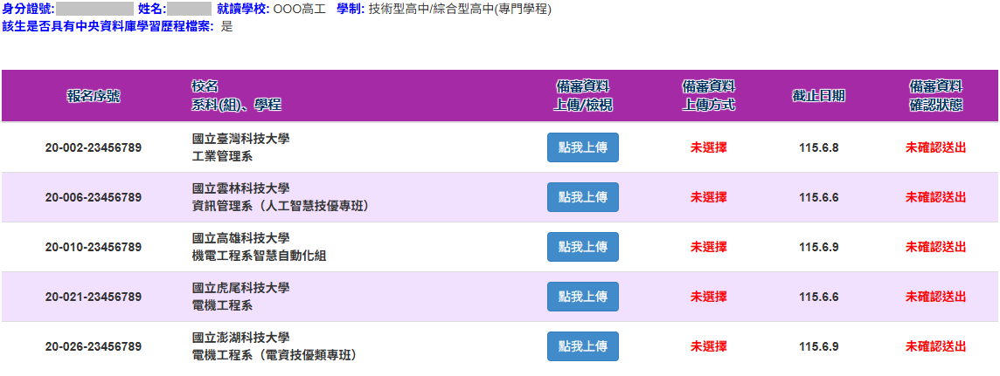 身分證號: 姓名: 就讀學校: OOO高工 學制: 技術型高中/綜合型高中(專門學程)
該生是否具有中央資料庫學習歷程檔案: 是
報名序號 校名 系科(組)、學程 備審資料 上傳/檢視 備審資料 上傳方式 截止日期 備審資料 確認狀態
20-002-23456789 國立臺灣科技大學 工業管理系 點我上傳 未選擇 115.6.8 未確認送出
20-006-23456789 國立雲林科技大學 資訊管理系（人工智慧技優專班） 點我上傳 未選擇 115.6.6 未確認送出
20-010-23456789 國立高雄科技大學 機電工程系智慧自動化組 點我上傳 未選擇 115.6.9 未確認送出
20-021-23456789 國立虎尾科技大學 電機工程系 點我上傳 未選擇 115.6.6 未確認送出
20-026-23456789 國立澎湖科技大學 電機工程系（電資技優類專班） 點我上傳 未選擇 115.6.9 未確認送出